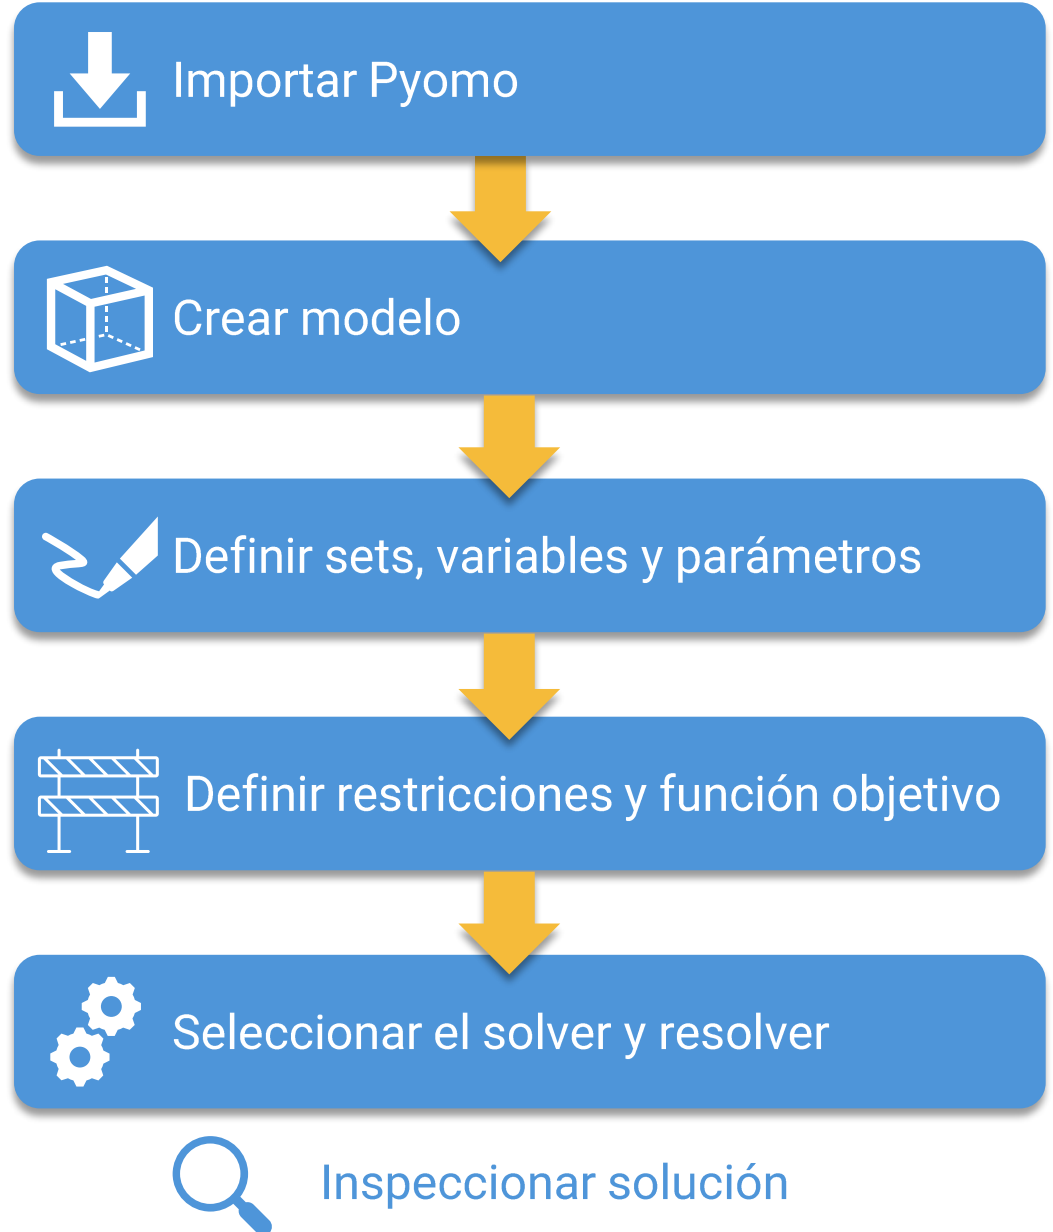 Importar Pyomo
Crear modelo
Definir sets, variables y parámetros
Definir restricciones y función objetivo
Seleccionar el solver y resolver
Inspeccionar solución